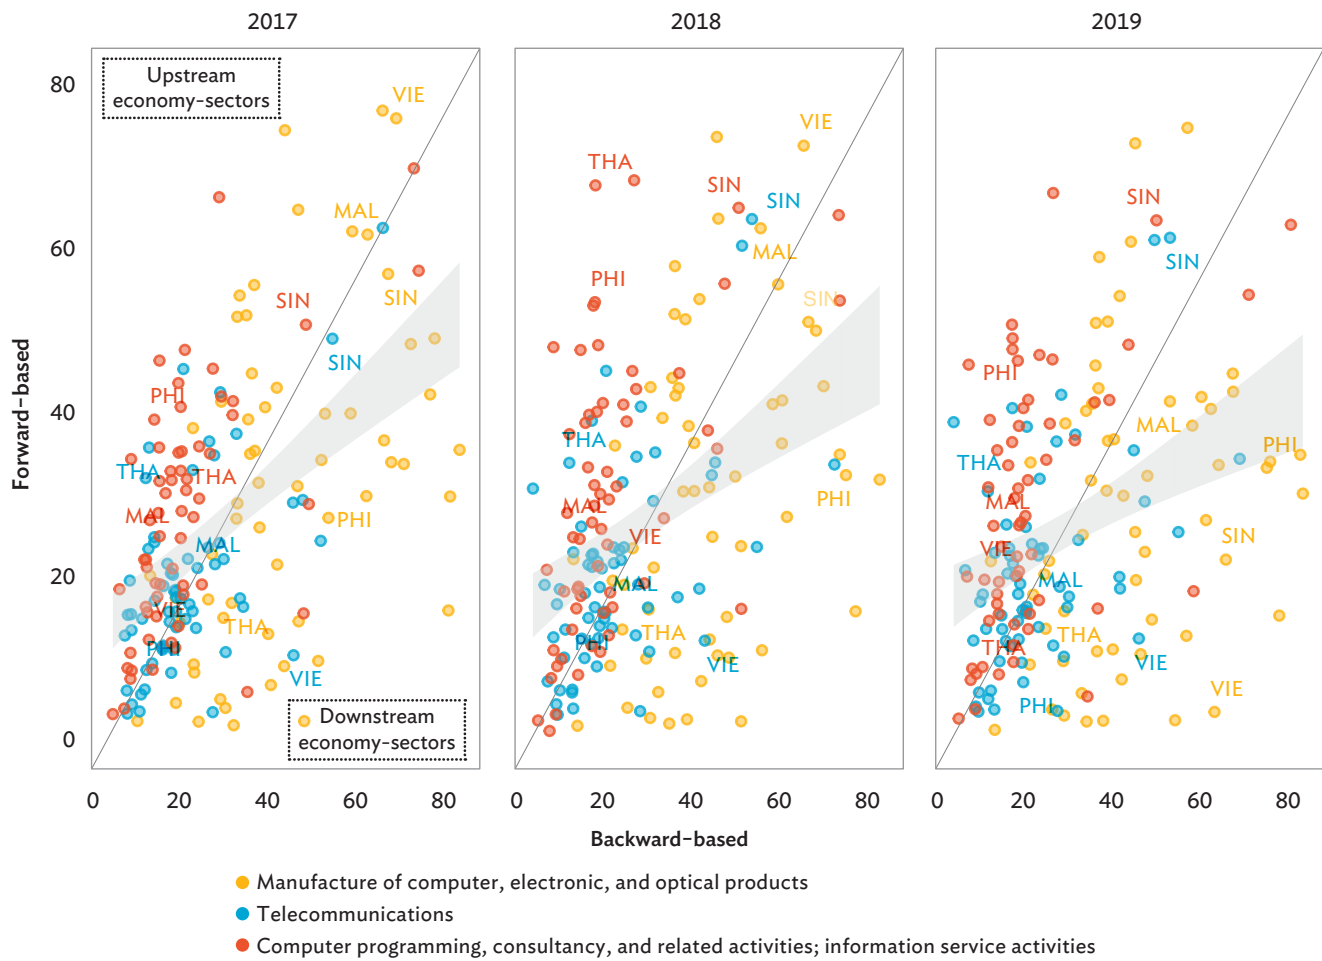 2017
2018
2019
Upstream
economy-sectors
80
60
40
20
0
Forward-based
VIE
MAL
SIN
SIN
SIN
PHI
THA
THA
MAL
PHI
MAL
VIE
THA
PHI
VIE
Downstream
economy-sectors
VIE
THA
SIN
SIN
MAL
PHI
SIN
THA
PHI
MAL
VIE
MAL
THA
PHI
VIE
SIN
SIN
PHI
MAL
PHI
THA
MAL
SIN
VIE
MAL
THA
THA
VIE
VIE
PHI
0 20 40 60 80
0 20 40 60 80
0 20 40 60 80
Backward-based
Manufacture of computer, electronic, and optical products
Telecommunications
Computer programming, consultancy, and related activities; information service activities